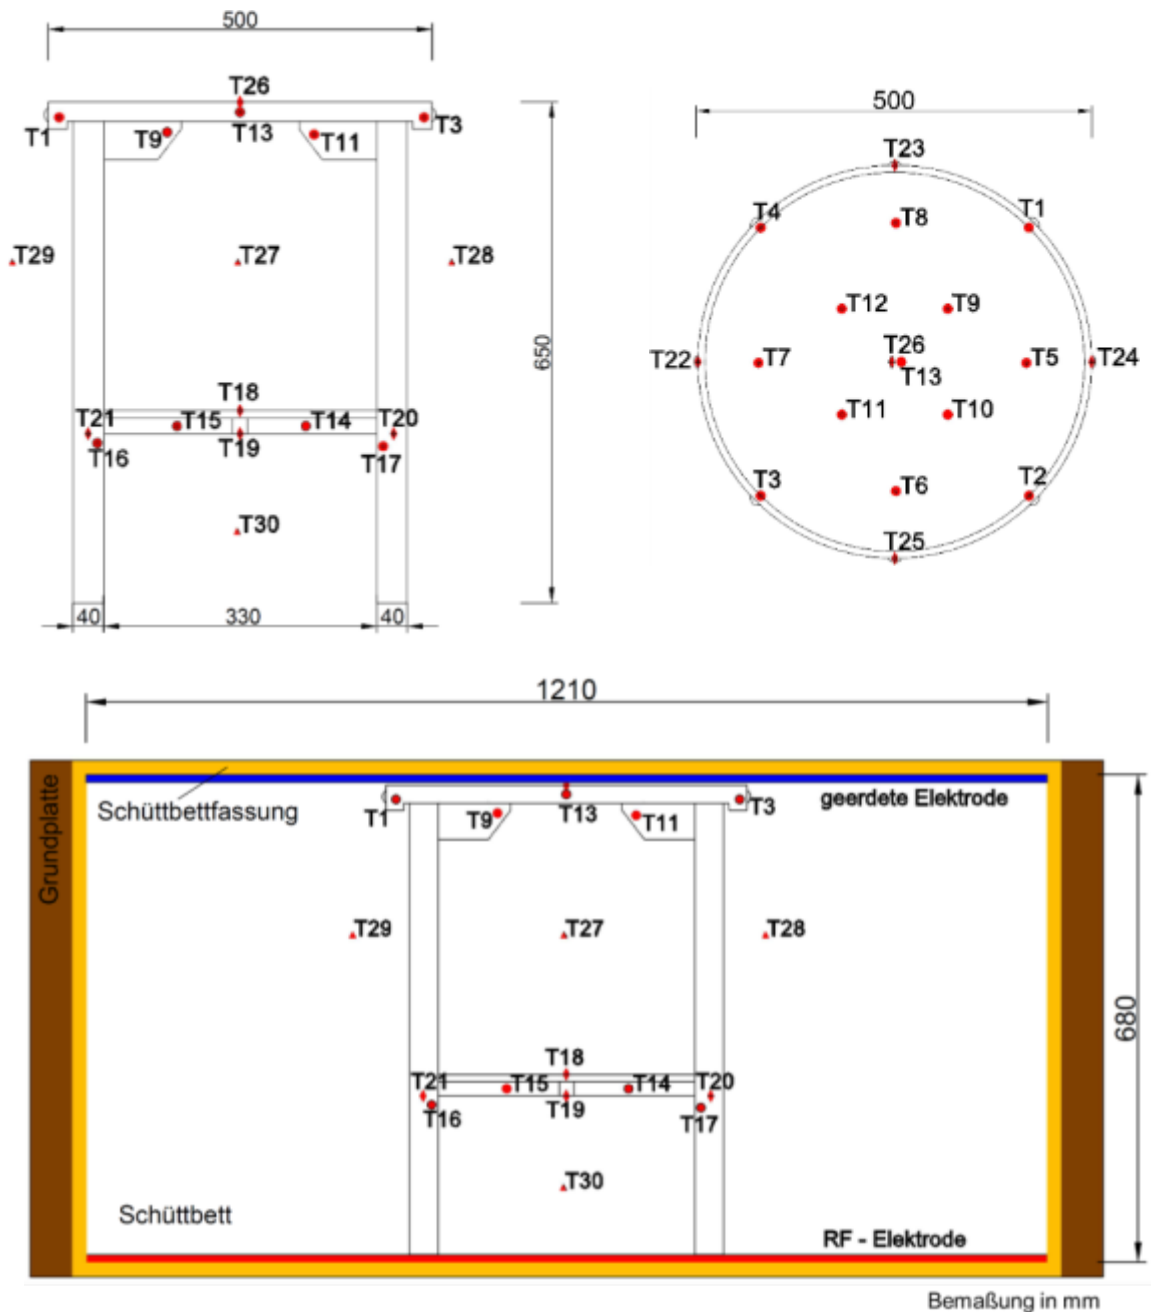 500
T26
T1
T9
T13
T11
T3
T29
T27
T28
650
T18
T21
T15
T14
T20
T19
T16
T17
T30
40
330
40
500
T23
T4
T8
T1
T12
T9
T22
T7
T26
T5
T24
T13
T11
T10
T3
T6
T2
T25
1210
Grundplatte
Schüttbettfassung
geerdete Elektrode
T1
T9
T13
T11
T3
T29
T27
T28
680
T18
T21
T15
T14
T20
T19
T16
T17
T30
Schüttbett
RF - Elektrode
Bemaßung in mm